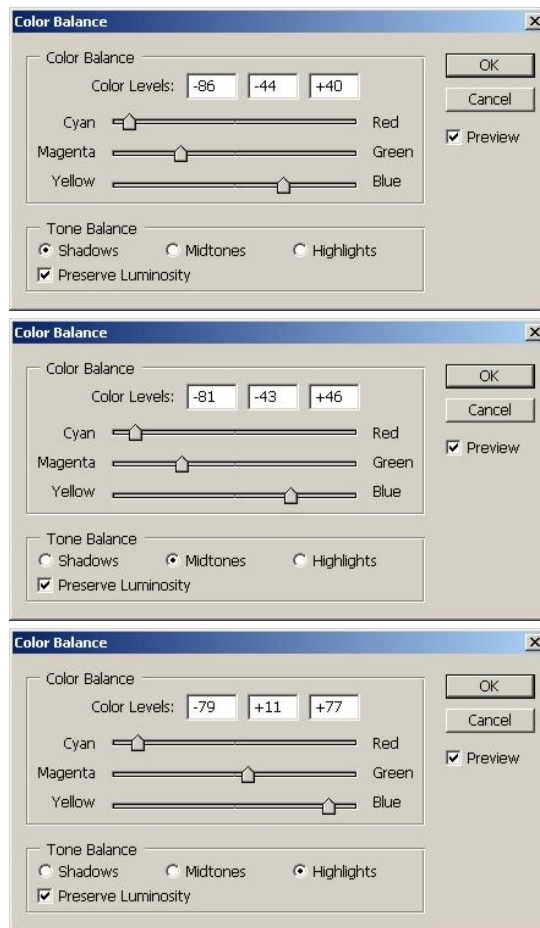 Color Balance
Color Balance
OK
Color Levels: -86 -44 +40
Cancel
Cyan Red
Preview
Magenta Green
Yellow Blue
Tone Balance
Shadows Midtones Highlights
Preserve Luminosity
Color Balance
Color Balance
OK
Color Levels: -81 -43 +46
Cancel
Cyan Red
Preview
Magenta Green
Yellow Blue
Tone Balance
Shadows Midtones Highlights
Preserve Luminosity
Color Balance
Color Balance
OK
Color Levels: -79 +11 +77
Cancel
Cyan Red
Preview
Magenta Green
Yellow Blue
Tone Balance
Shadows Midtones Highlights
Preserve Luminosity